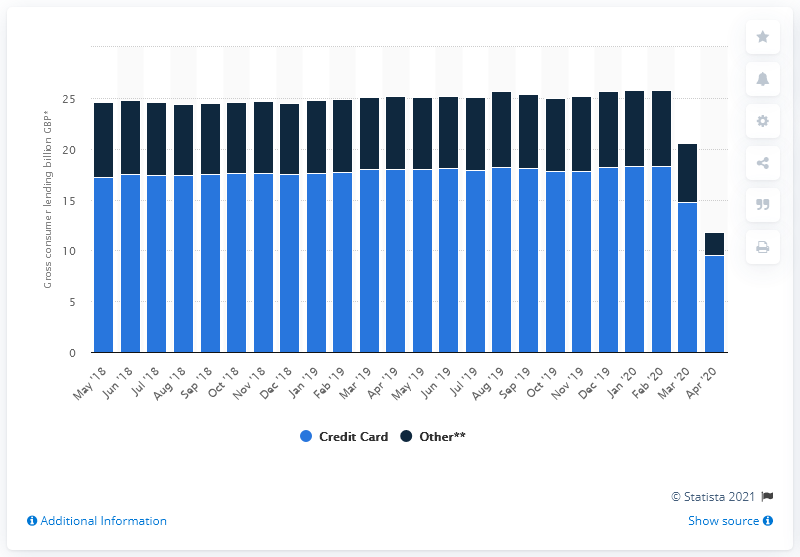 Gross consumer lending billion GBP*
25
20
15
10
5
0
May '18
Jun '18
Jul '18
Aug '18
Sep '18
Oct '18
Nov '18
Dec '18
Jan '19
Feb '19
Mar '19
Apr '19
May '19
Jun '19
Jul '19
Aug '19
Sep '19
Oct '19
Nov '19
Dec '19
Jan '20
Feb '20
Mar '20
Apr '20
Credit Card Other**
© Statista 2021
Additional Information Show source